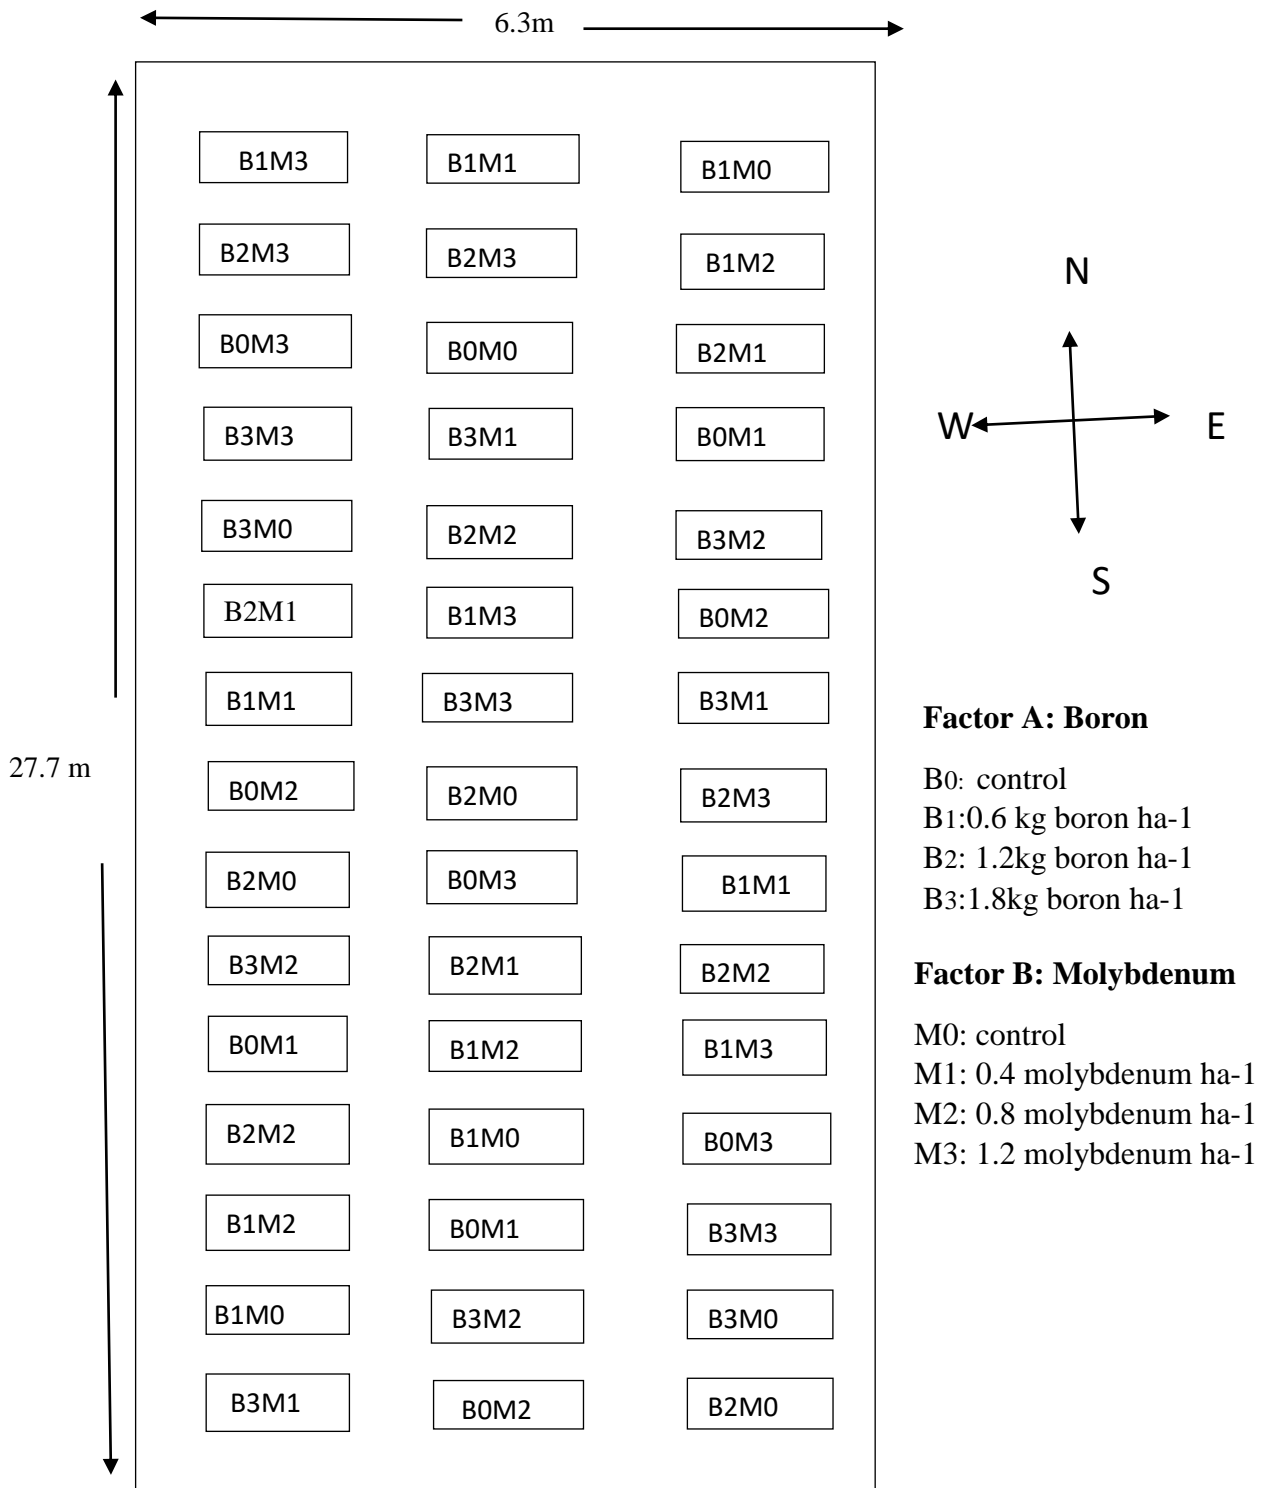 6.3m
B1M3 B1M1 B1M0
B2M3 B2M3 B1M2
B0M3 B0M0 B2M1
B3M3 B3M1 B0M1
B3M0 B2M2 B3M2
B2M1 B1M3 B0M2
B1M1 B3M3 B3M1
B0M2 B2M0 B2M3
B2M0 B0M3 B1M1
B3M2 B2M1 B2M2
B0M1 B1M2 B1M3
B2M2 B1M0 B0M3
B1M2 B0M1 B3M3
B1M0 B3M2 B3M0
B3M1 B0M2 B2M0
27.7 m
N
W E
S
Factor A: Boron
B0: control
B1:0.6 kg boron ha-1
B2: 1.2kg boron ha-1
B3:1.8kg boron ha-1
Factor B: Molybdenum
M0: control
M1: 0.4 molybdenum ha-1
M2: 0.8 molybdenum ha-1
M3: 1.2 molybdenum ha-1